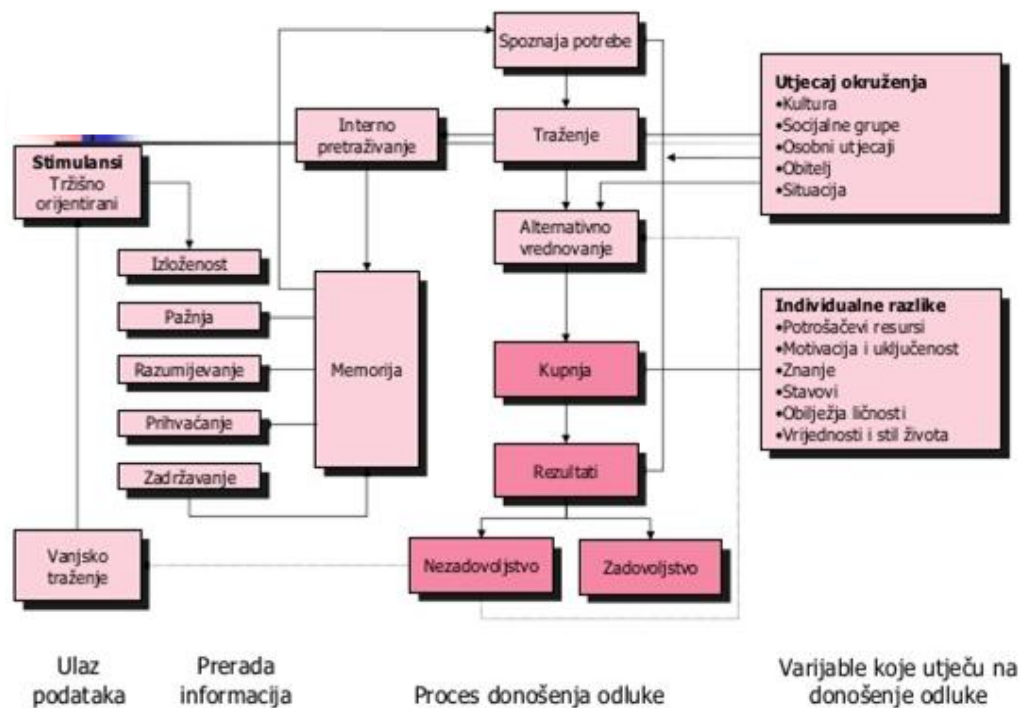 Spoznaja potrebe
Traženje
Interno
pretraživanje
Stimulansi
Tržišno
orijentirani
Alternativno
vrednovanje
Utjecaj okruženja
•Kultura
•Socijalne grupe
•Osobni utjecaji
•Obitelj
•Situacija
Izloženost
Pažnja
Razumijevanje
Prihvaćanje
Zadržavanje
Memorija
Kupnja
Rezultati
Individualne razlike
•Potrošačevi resursi
•Motivacija i uključenost
•Znanje
•Stavovi
•Obilježja ličnosti
•Vrijednosti i stil života
Vanjsko
traženje
Nezadovoljstvo
Zadovoljstvo
Ulaz
podataka
Prerada
informacija
Proces donošenja odluke
Varijable koje utječu na
donošenje odluke